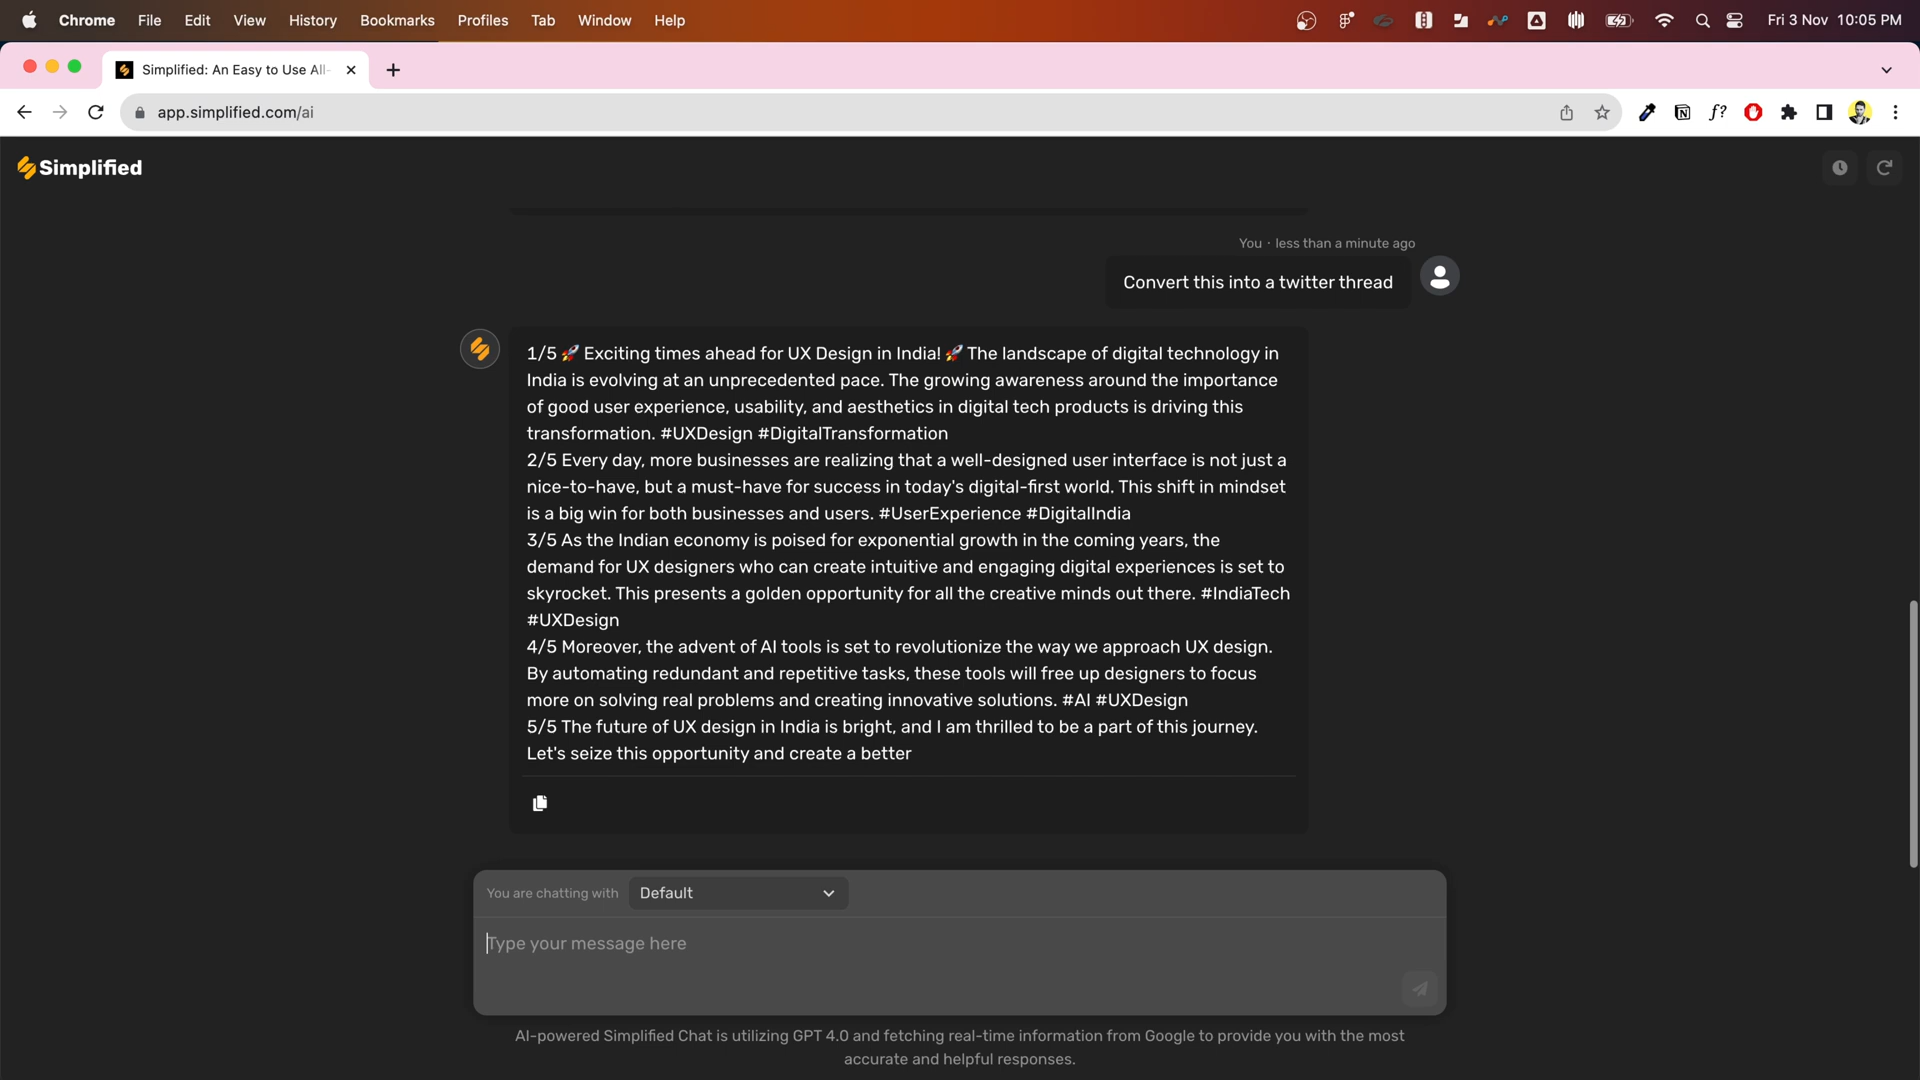 Chrome File Edit View History Bookmarks Profiles Tab Window Help Fri 3 Nov 10:05 PM
Simplified: An Easy to Use All-
app.simplified.com/ai
Simplified
You · less than a minute ago
Convert this into a twitter thread
1/5 🚀 Exciting times ahead for UX Design in India! 🚀 The landscape of digital technology in
India is evolving at an unprecedented pace. The growing awareness around the importance
of good user experience, usability, and aesthetics in digital tech products is driving this
transformation. #UXDesign #DigitalTransformation
2/5 Every day, more businesses are realizing that a well-designed user interface is not just a
nice-to-have, but a must-have for success in today's digital-first world. This shift in mindset
is a big win for both businesses and users. #UserExperience #DigitalIndia
3/5 As the Indian economy is poised for exponential growth in the coming years, the
demand for UX designers who can create intuitive and engaging digital experiences is set to
skyrocket. This presents a golden opportunity for all the creative minds out there. #IndiaTech
#UXDesign
4/5 Moreover, the advent of AI tools is set to revolutionize the way we approach UX design.
By automating redundant and repetitive tasks, these tools will free up designers to focus
more on solving real problems and creating innovative solutions. #AI #UXDesign
5/5 The future of UX design in India is bright, and I am thrilled to be a part of this journey.
Let's seize this opportunity and create a better
You are chatting with Default
Type your message here
AI-powered Simplified Chat is utilizing GPT 4.0 and fetching real-time information from Google to provide you with the most
accurate and helpful responses.